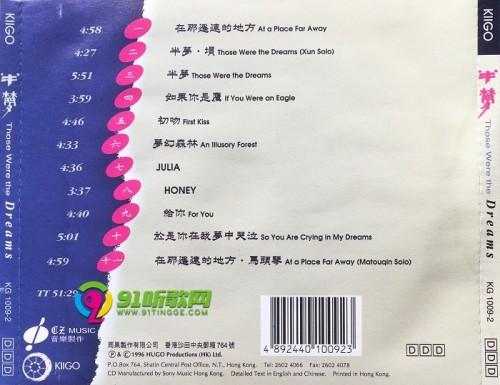 KIIGO
半夢 Those Were the Dreams
KG 1009-2
DDD
4:58 一 在那遙遠的地方 At a Place Far Away
4:27 二 半夢·塤 Those Were the Dreams (Xun Solo)
5:51 三 半夢 Those Were the Dreams
3:59 四 如果你是鷹 If You Were an Eagle
4:46 五 初吻 First Kiss
4:33 六 夢幻森林 An Illusory Forest
4:36 七 JULIA
3:37 八 HONEY
4:40 九 給你 For You
5:01 十 於是你在我夢中哭泣 So You Are Crying in My Dreams
4:59 十一 在那遙遠的地方·馬頭琴 At a Place Far Away (Matouqin Solo)
TT 51:29
91听歌网
WWW.91TINGGE.COM
CZ MUSIC
音樂製作
KIIGO
DDD
雨果製作有限公司 香港沙田中央郵箱764號
Ⓟ & © 1996 HUGO Productions (HK) Ltd.
P.O.Box 764, Shatin Central Post Office, N.T., Hong Kong. Tel: 2602 4066 Fax: 2602 4078
CD Manufactured by Sony Music Hong Kong. Detailed Text in English and Chinese. Printed in Hong Kong.
4 892440 100923
KIIGO
半夢 Those Were the Dreams
KG 1009-2
DDD